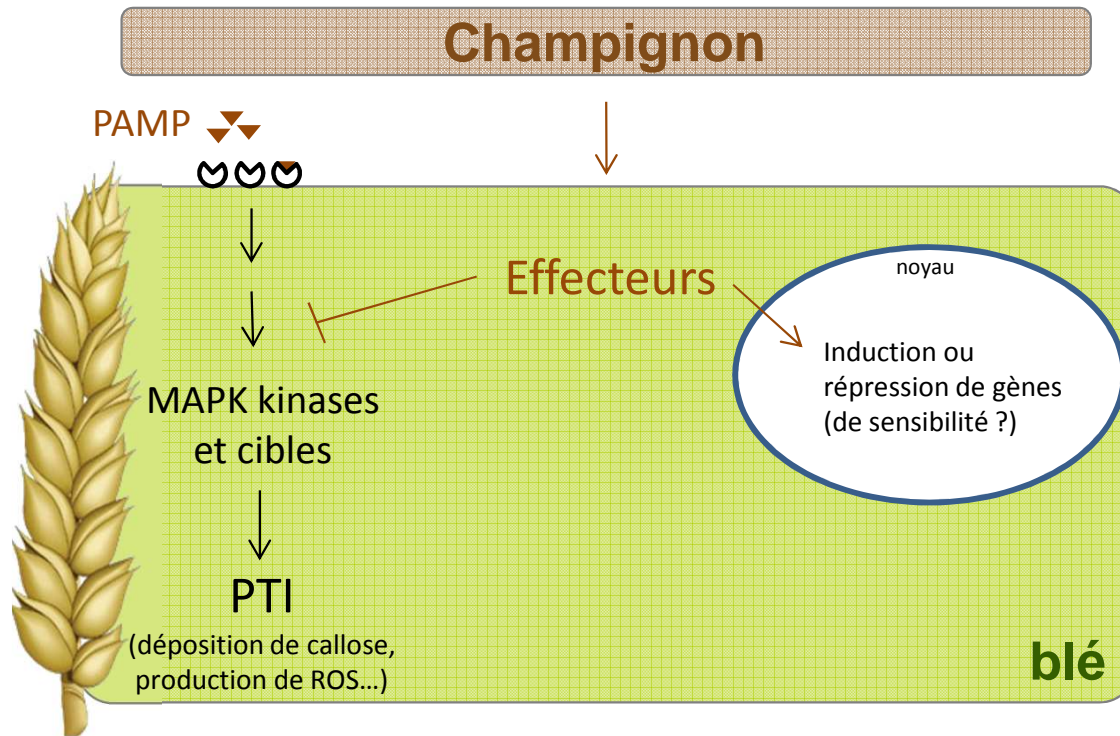 Champignon
PAMP
Effecteurs
noyau
Induction ou
répression de gènes
(de sensibilité ?)
MAPK kinases
et cibles
PTI
(déposition de callose,
production de ROS…)
blé